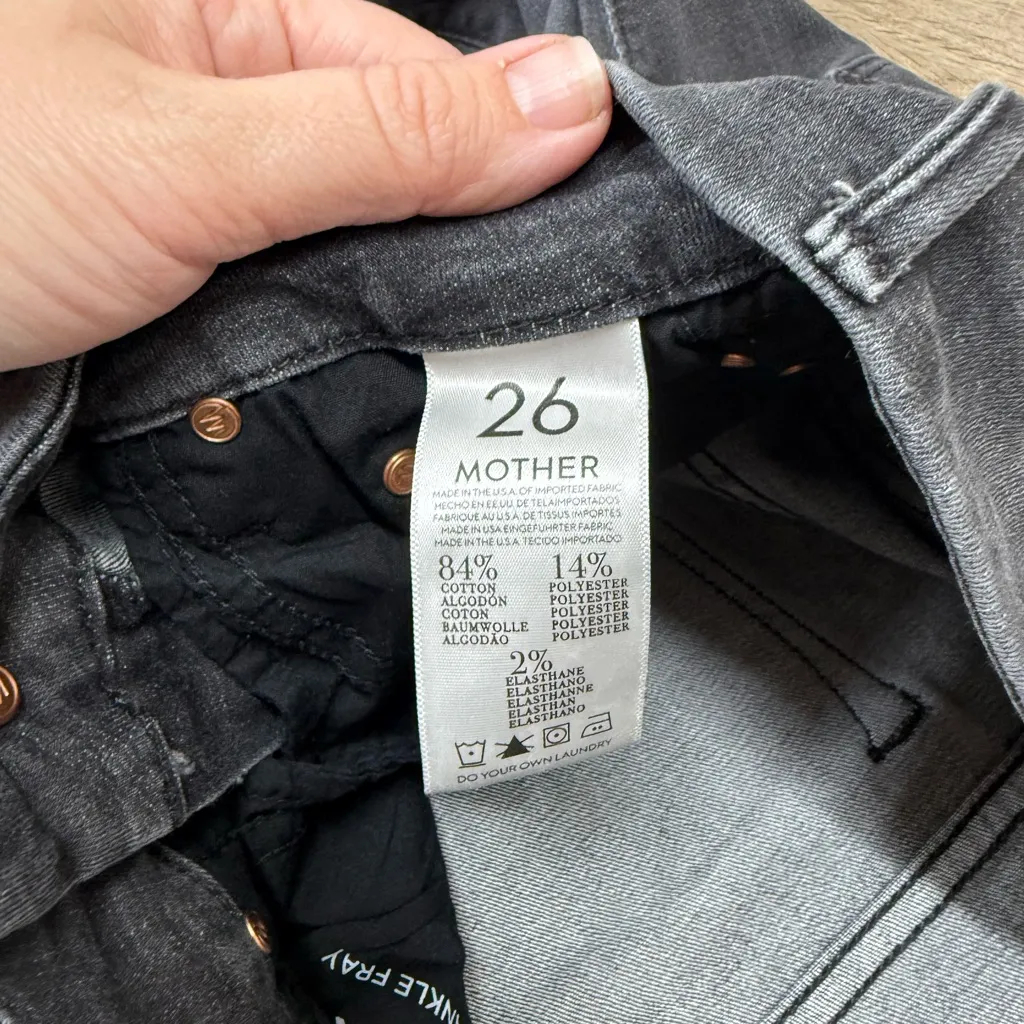 26
MOTHER
MADE IN THE U.S.A. OF IMPORTED FABRIC
HECHO EN EE.UU. DE TELAIMPORTADOS
FABRIQUE AU U.S.A. DE TISSUS IMPORTES
MADE IN USA EINGEFUHRTER FABRIC
MADE IN THE U.S.A TECIDO IMPORTADO
84% 14%
COTTON POLYESTER
ALGODÓN POLYESTER
COTON POLYESTER
BAUMWOLLE POLYESTER
ALGODÃO POLYESTER
2%
ELASTHANE
ELASTHANO
ELASTHANNE
ELASTHAN
ELASTHANO
DO YOUR OWN LAUNDRY
NKLE FRAY